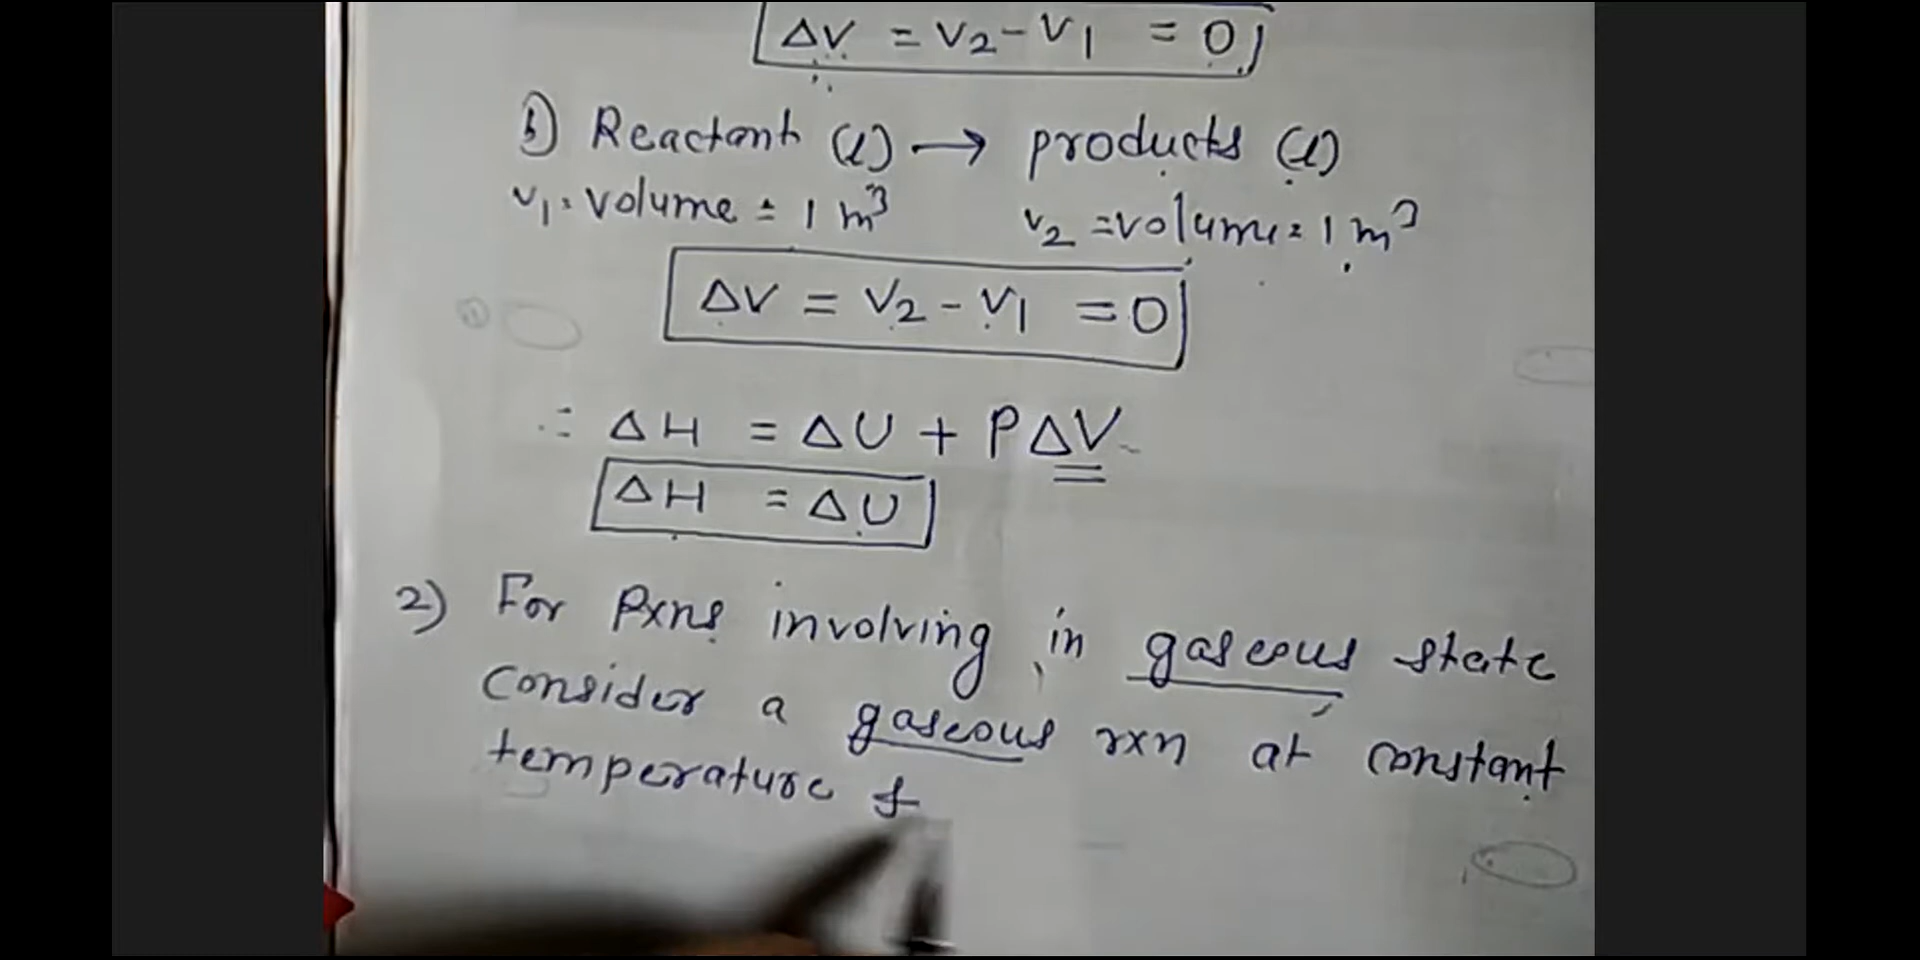 ΔV = V2 - V1 = 0
b) Reactant (l) → products (l)
V1 = volume = 1 m³ V2 = volume = 1 m³
ΔV = V2 - V1 = 0
∴ ΔH = ΔU + PΔV
ΔH = ΔU
2) For rxns involving in gaseous state
consider a gaseous rxn at constant
temperature &